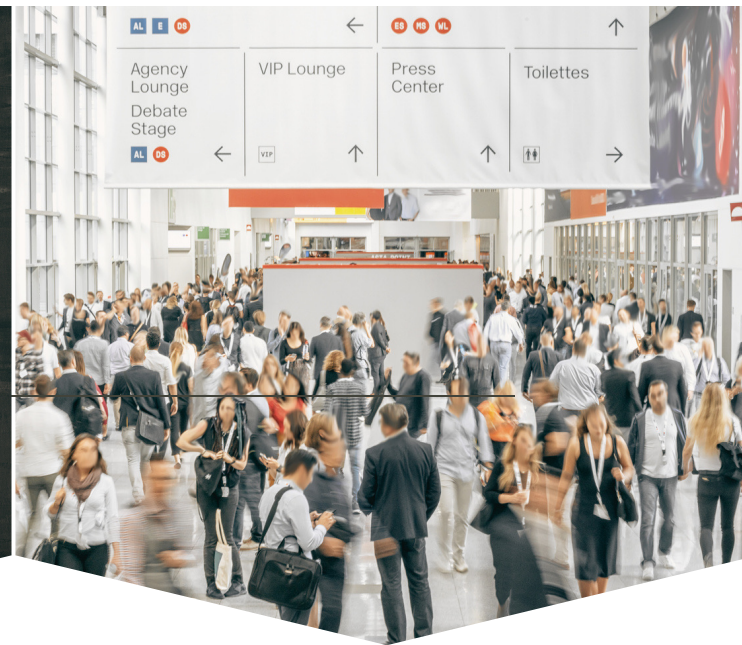 AL E DS
ES MS WL
Agency
Lounge
Debate
Stage
AL DS
VIP Lounge
VIP
Press
Center
Toilettes